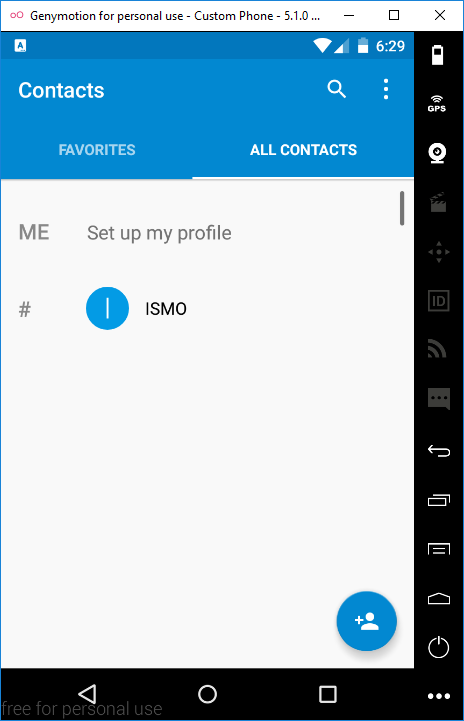 Genymotion for personal use - Custom Phone - 5.1.0 ...
A 6:29
Contacts
FAVORITES ALL CONTACTS
ME Set up my profile
# I ISMO
GPS
ID
free for personal use